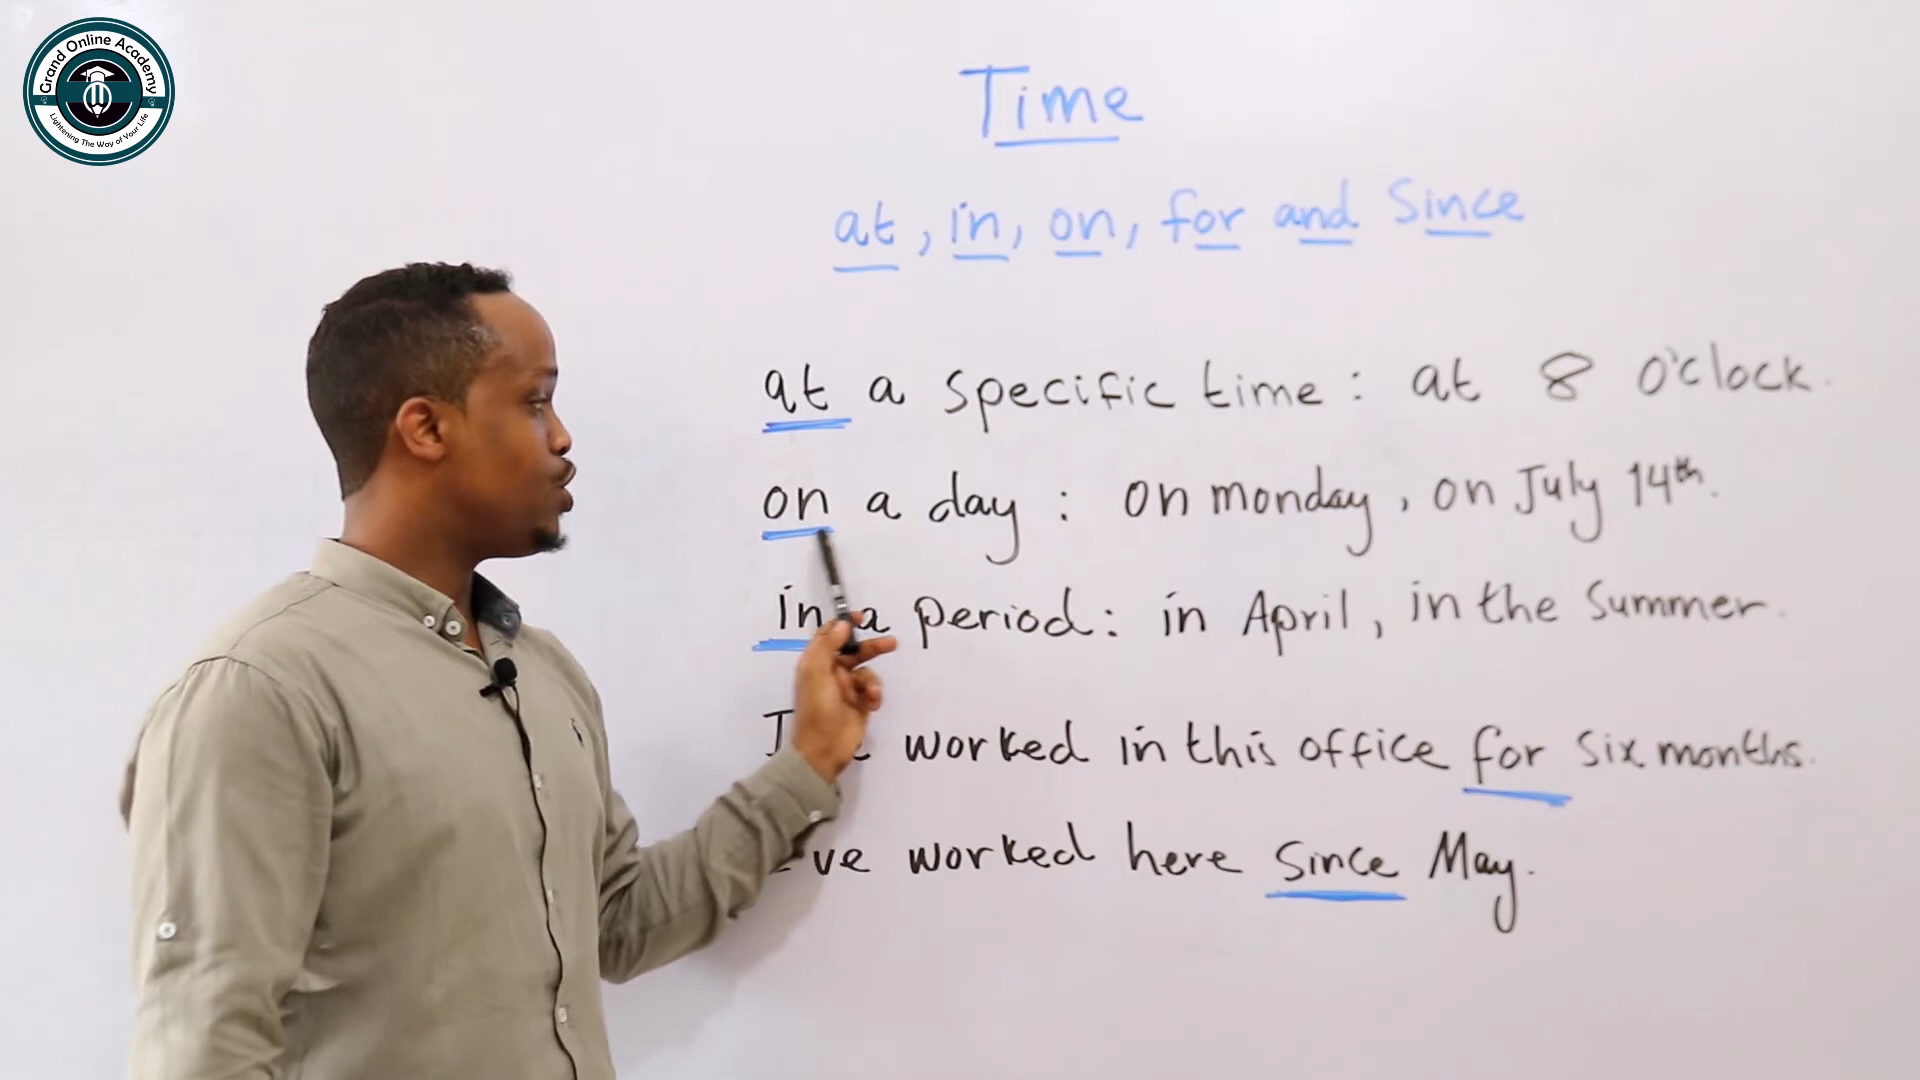 Grand Online Academy
Lightening The Way of Your Life
Time
at, in, on, for and Since
at a specific time: at 8 o'clock.
on a day: on monday, on July 14th.
in a period: in April, in the Summer.
worked in this office for six months.
've worked here since May.